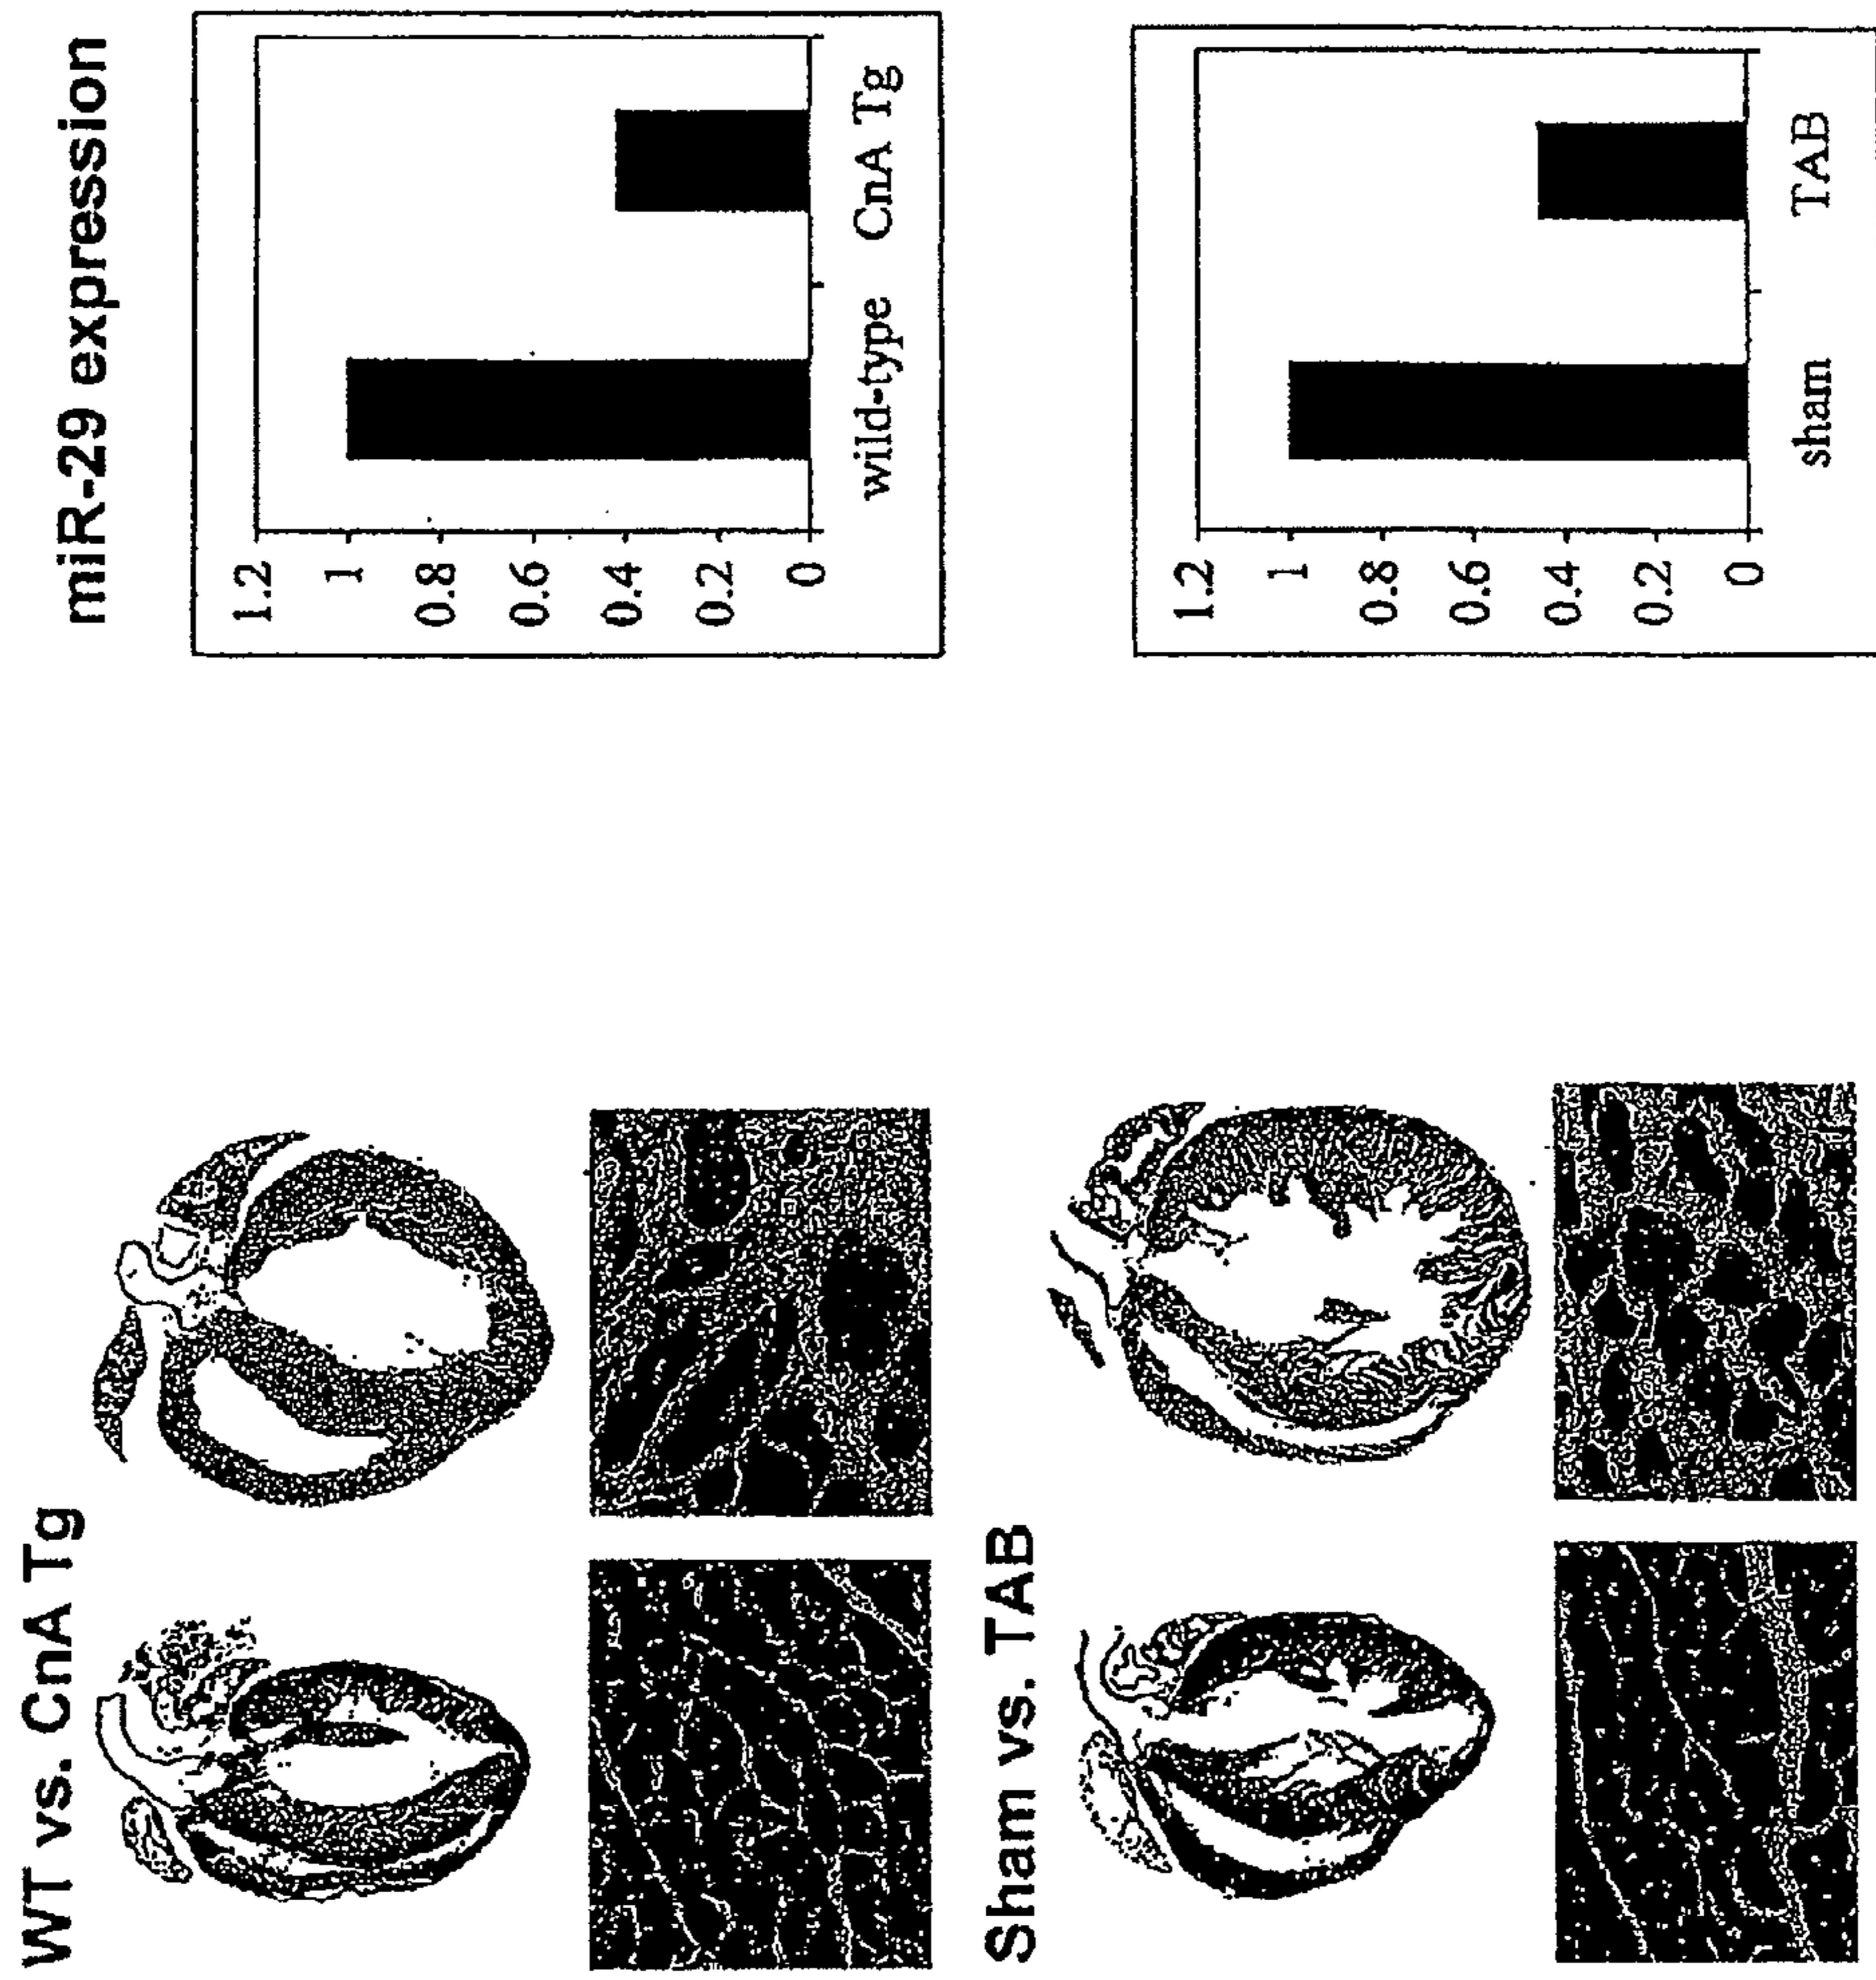 WT vs. CnA Tg
miR-29 expression
1.2
1
0.8
0.6
0.4
0.2
0
wild-type CnA Tg
Sham vs. TAB
1.2
1
0.8
0.6
0.4
0.2
0
sham TAB